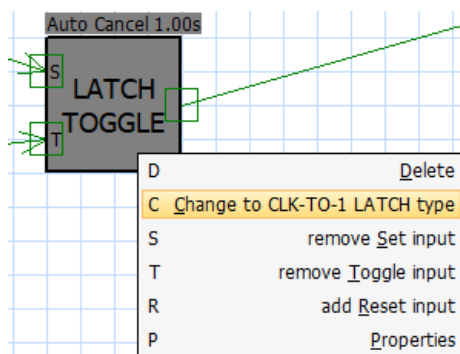 Auto Cancel 1.00s
S
LATCH
TOGGLE
T
D Delete
C Change to CLK-TO-1 LATCH type
S remove Set input
T remove Toggle input
R add Reset input
P Properties